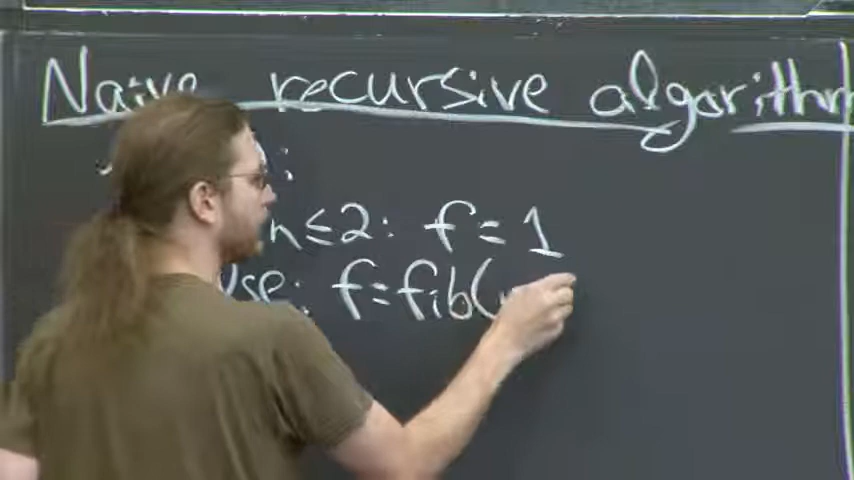 Naive recursive algorithm
:
n≤2: f=1
: f=fib(